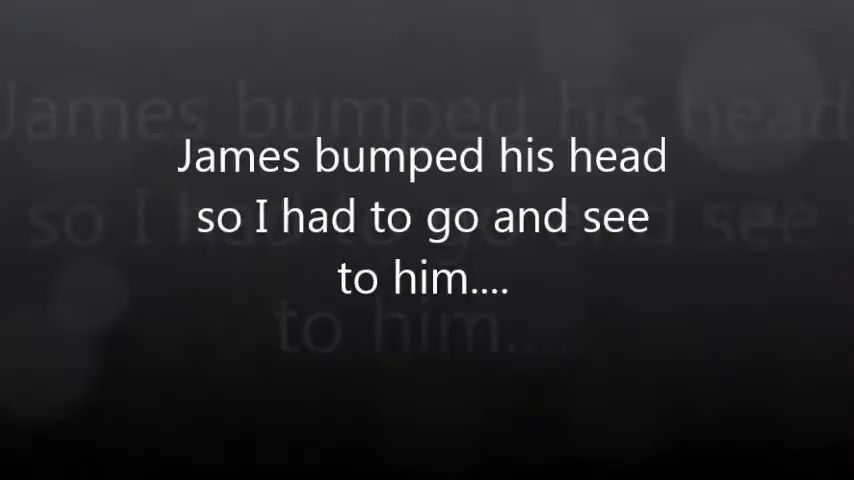 James bumped his head
so I had to go and see
to him....